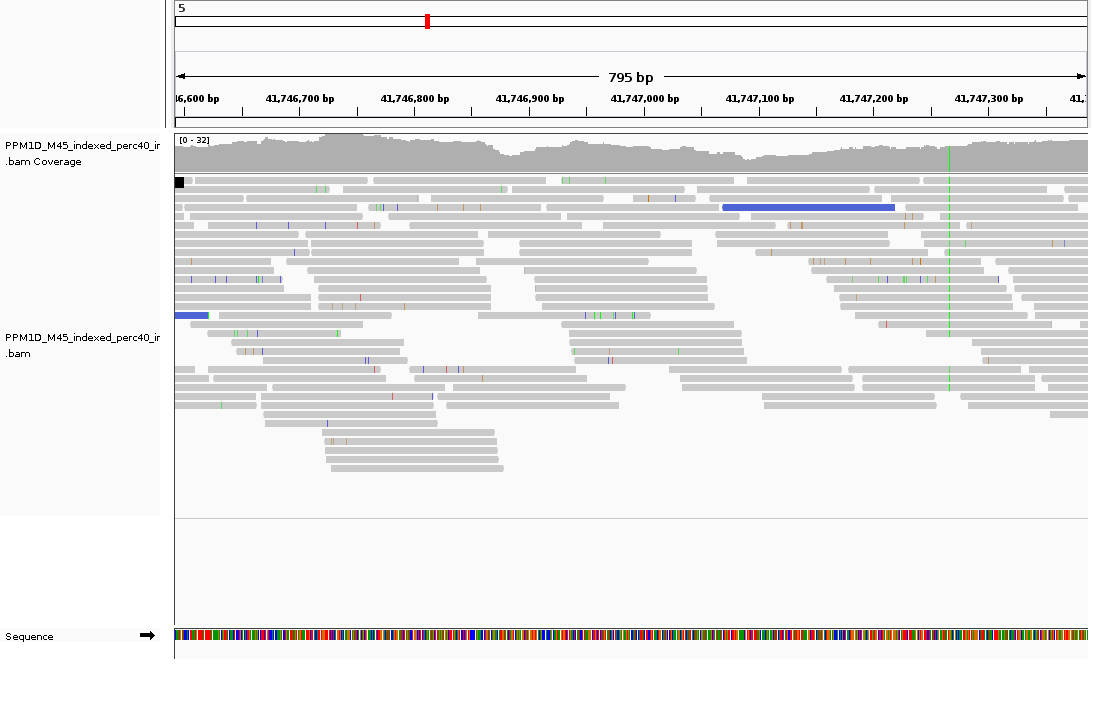 5
795 bp
46,600 bp 41,746,700 bp 41,746,800 bp 41,746,900 bp 41,747,000 bp 41,747,100 bp 41,747,200 bp 41,747,300 bp 41,
[0 - 32]
PPM1D_M45_indexed_perc40_ir
.bam Coverage
PPM1D_M45_indexed_perc40_ir
.bam
Sequence